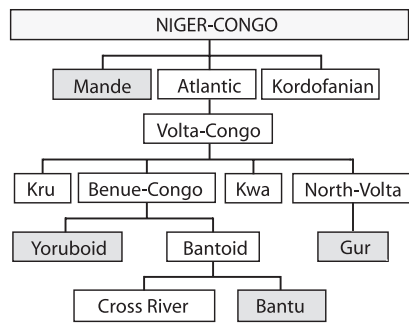 NIGER-CONGO
Mande Atlantic Kordofanian
Volta-Congo
Kru Benue-Congo Kwa North-Volta
Yoruboid Bantoid Gur
Cross River Bantu